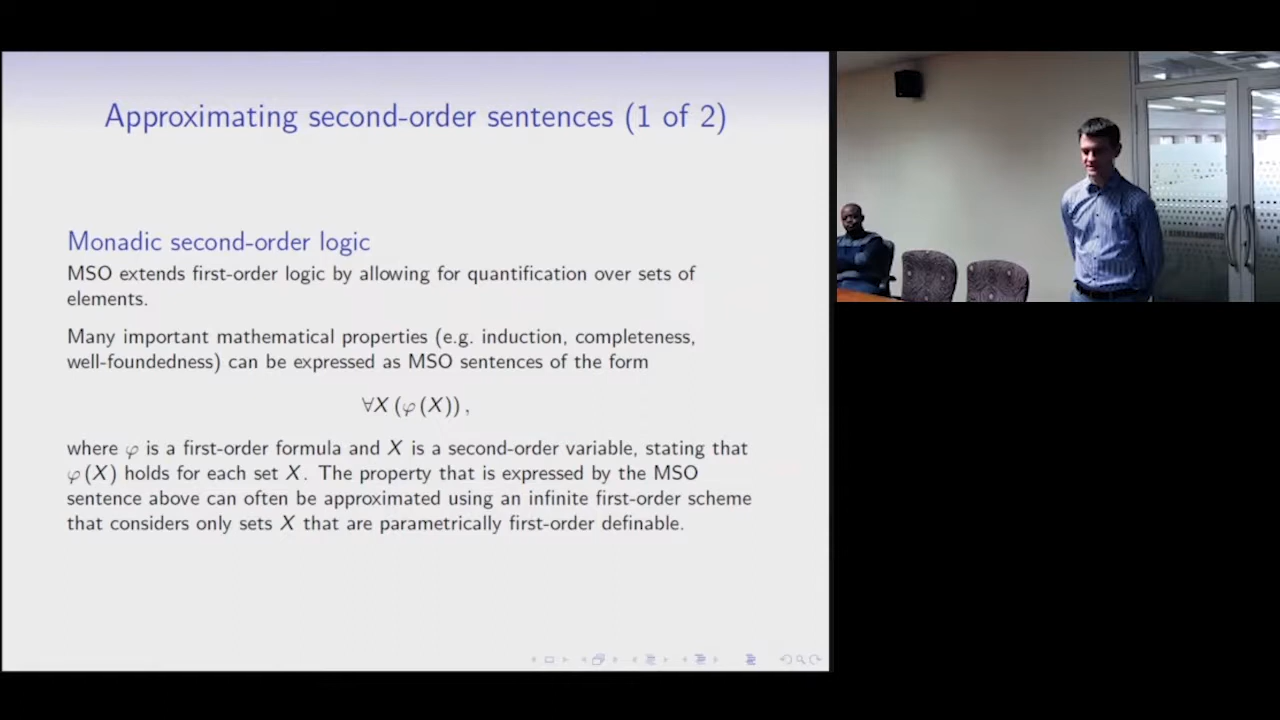 Approximating second-order sentences (1 of 2)
Monadic second-order logic
MSO extends first-order logic by allowing for quantification over sets of
elements.
Many important mathematical properties (e.g. induction, completeness,
well-foundedness) can be expressed as MSO sentences of the form
∀X (φ (X)) ,
where φ is a first-order formula and X is a second-order variable, stating that
φ (X) holds for each set X. The property that is expressed by the MSO
sentence above can often be approximated using an infinite first-order scheme
that considers only sets X that are parametrically first-order definable.